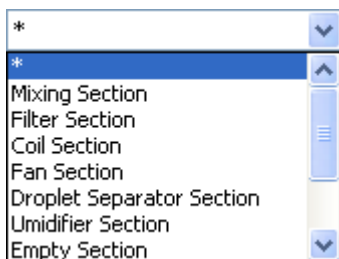 *
*
Mixing Section
Filter Section
Coil Section
Fan Section
Droplet Separator Section
Umidifier Section
Empty Section